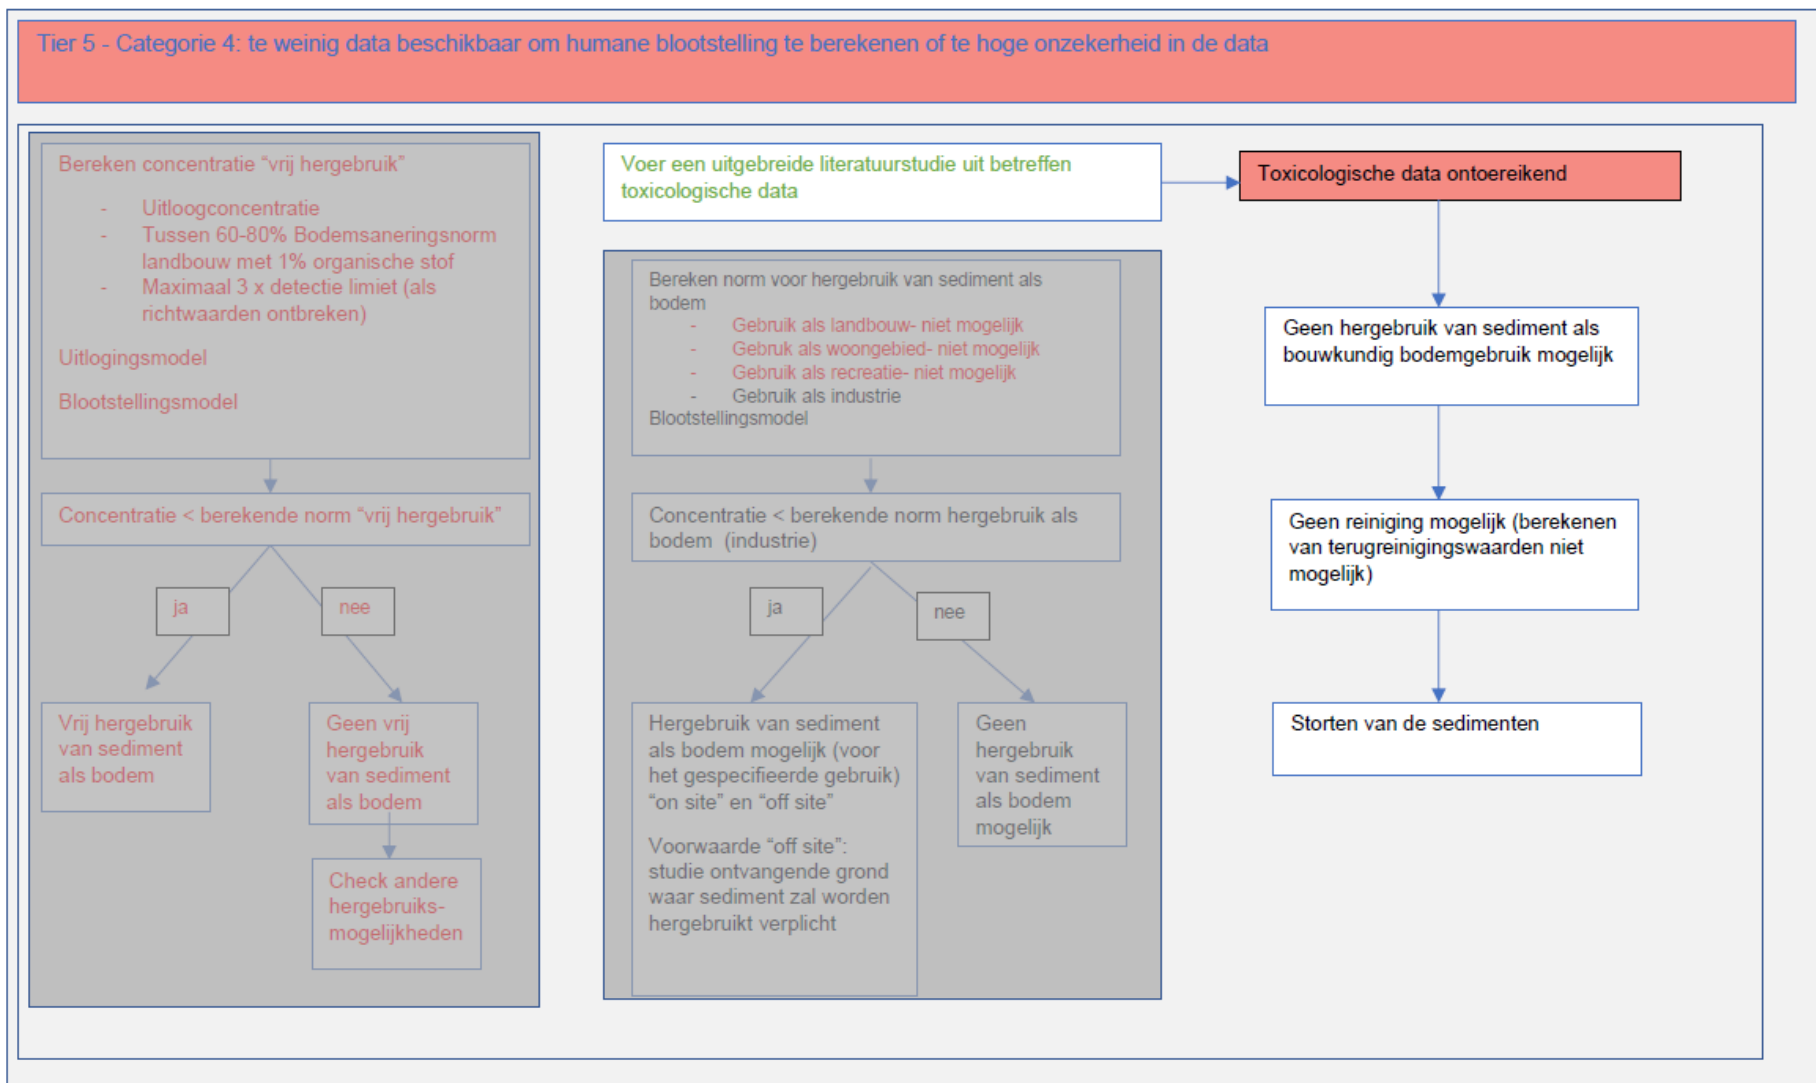 Tier 5 - Categorie 4: te weinig data beschikbaar om humane blootstelling te berekenen of te hoge onzekerheid in de data
Bereken concentratie “vrij hergebruik”
- Uitloogconcentratie
- Tussen 60-80% Bodemsaneringsnorm
landbouw met 1% organische stof
- Maximaal 3 x detectie limiet (als
richtwaarden ontbreken)
Uitlogingsmodel
Blootstellingsmodel
Concentratie < berekende norm “vrij hergebruik”
ja
nee
Vrij hergebruik
van sediment
als bodem
Geen vrij
hergebruik
van sediment
als bodem
Check andere
hergebruiks-
mogelijkheden
Voer een uitgebreide literatuurstudie uit betreffen
toxicologische data
Bereken norm voor hergebruik van sediment als
bodem
- Gebruik als landbouw- niet mogelijk
- Gebruk als woongebied- niet mogelijk
- Gebruik als recreatie- niet mogelijk
- Gebruik als industrie
Blootstellingsmodel
Concentratie < berekende norm hergebruik als
bodem (industrie)
ja
nee
Hergebruik van sediment
als bodem mogelijk (voor
het gespecifieerde gebruik)
“on site” en “off site”
Voorwaarde “off site”:
studie ontvangende grond
waar sediment zal worden
hergebruikt verplicht
Geen
hergebruik
van sediment
als bodem
mogelijk
Toxicologische data ontoereikend
Geen hergebruik van sediment als
bouwkundig bodemgebruik mogelijk
Geen reiniging mogelijk (berekenen
van terugreinigingswaarden niet
mogelijk)
Storten van de sedimenten